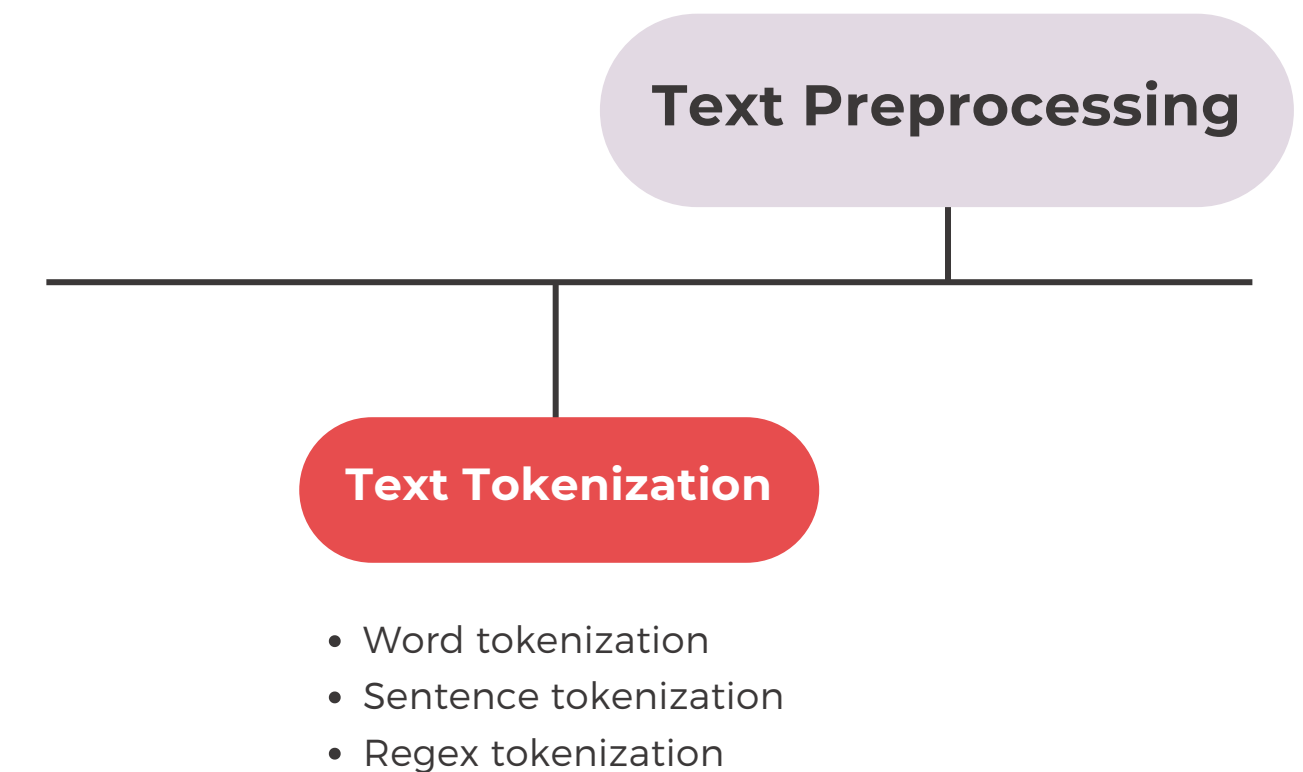 Text Preprocessing
Text Tokenization
• Word tokenization
• Sentence tokenization
• Regex tokenization